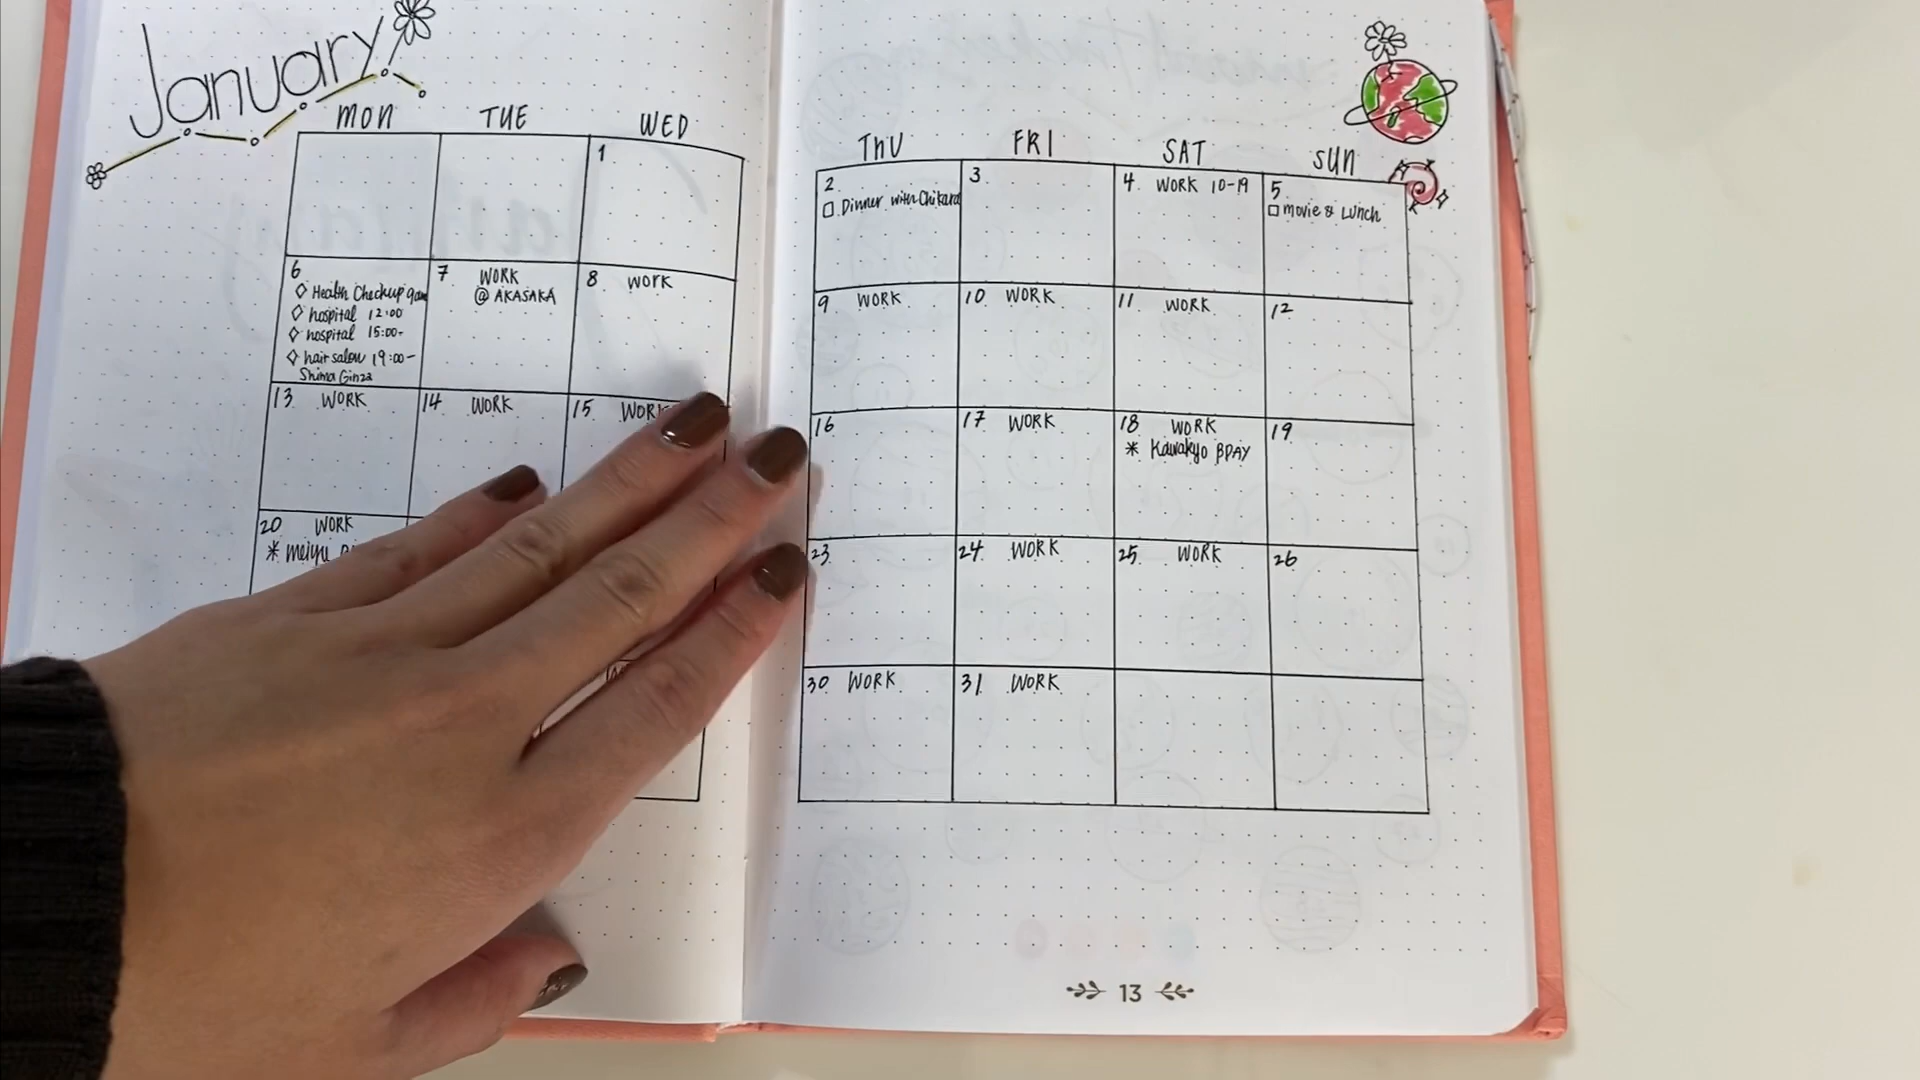 January
MON TUE WED
1
6
◇ Health Checkup 9am
◇ hospital 12:00
◇ hospital 15:00-
◇ hair salon 19:00-
Shima Ginza
7 WORK
@ AKASAKA
8 WORK
13 WORK
14 WORK
15 WORK
20 WORK
* meiyu
THU FRI SAT SUN
2
□ Dinner with Chikara
3
4 WORK 10-19
5
□ movie & Lunch
9 WORK
10 WORK
11 WORK
12
16
17 WORK
18 WORK
* Kawakyo BDAY
19
23
24 WORK
25 WORK
26
30 WORK
31 WORK
13